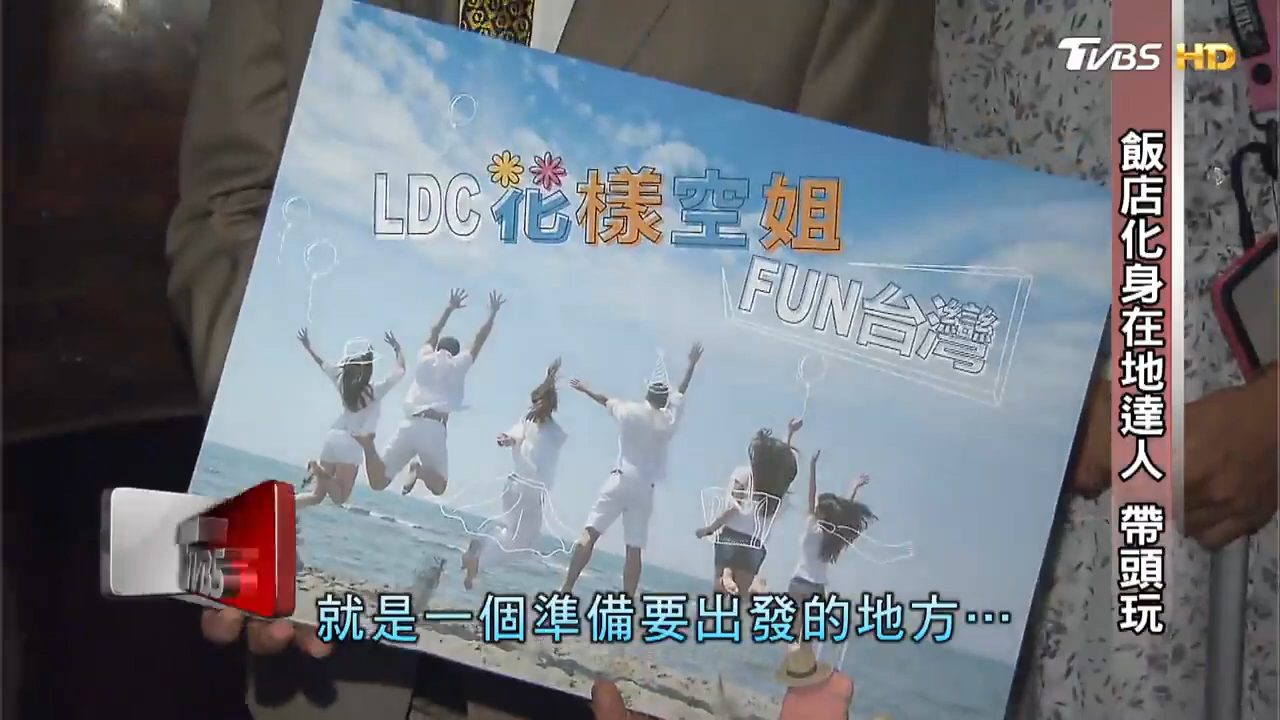 TVBS HD
LDC花樣空姐
FUN台灣
飯店化身在地達人 帶頭玩
TVBS
就是一個準備要出發的地方…